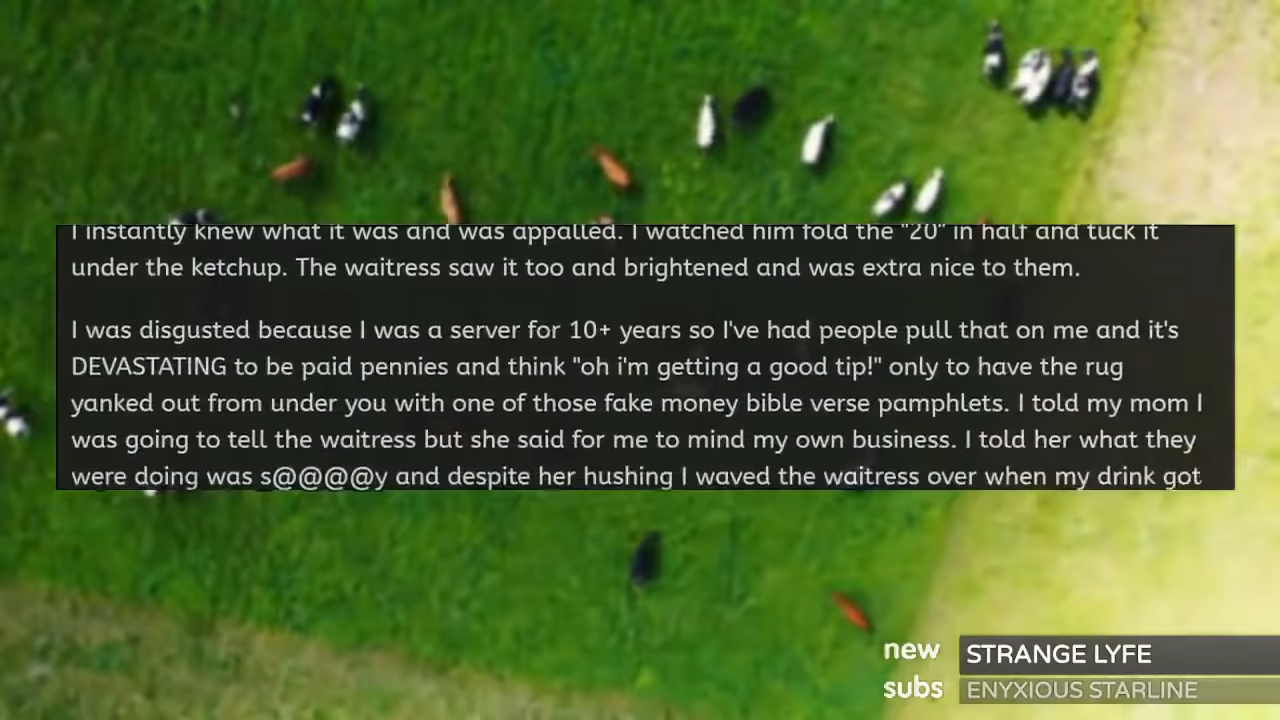 I instantly knew what it was and was appalled. I watched him fold the "20" in half and tuck it
under the ketchup. The waitress saw it too and brightened and was extra nice to them.
I was disgusted because I was a server for 10+ years so I've had people pull that on me and it's
DEVASTATING to be paid pennies and think "oh i'm getting a good tip!" only to have the rug
yanked out from under you with one of those fake money bible verse pamphlets. I told my mom I
was going to tell the waitress but she said for me to mind my own business. I told her what they
were doing was s@@@@y and despite her hushing I waved the waitress over when my drink got
new STRANGE LYFE
subs ENYXIOUS STARLINE